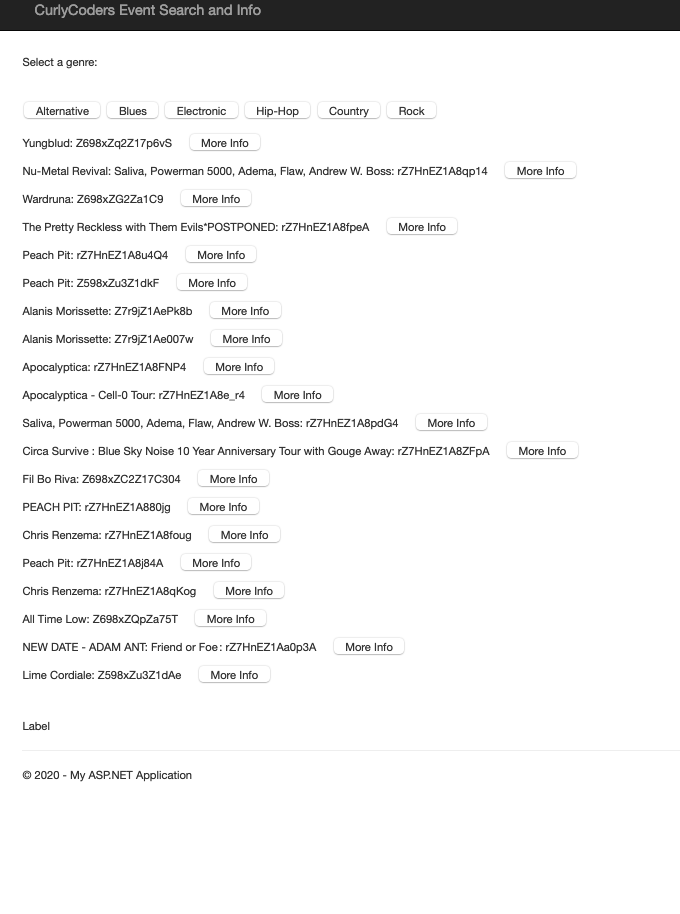 CurlyCoders Event Search and Info
Select a genre:
Alternative Blues Electronic Hip-Hop Country Rock
Yungblud: Z698xZq2Z17p6vS More Info
Nu-Metal Revival: Saliva, Powerman 5000, Adema, Flaw, Andrew W. Boss: rZ7HnEZ1A8qp14 More Info
Wardruna: Z698xZG2Za1C9 More Info
The Pretty Reckless with Them Evils*POSTPONED: rZ7HnEZ1A8fpeA More Info
Peach Pit: rZ7HnEZ1A8u4Q4 More Info
Peach Pit: Z598xZu3Z1dkF More Info
Alanis Morissette: Z7r9jZ1AePk8b More Info
Alanis Morissette: Z7r9jZ1Ae007w More Info
Apocalyptica: rZ7HnEZ1A8FNP4 More Info
Apocalyptica - Cell-0 Tour: rZ7HnEZ1A8e_r4 More Info
Saliva, Powerman 5000, Adema, Flaw, Andrew W. Boss: rZ7HnEZ1A8pdG4 More Info
Circa Survive : Blue Sky Noise 10 Year Anniversary Tour with Gouge Away: rZ7HnEZ1A8ZFpA More Info
Fil Bo Riva: Z698xZC2Z17C304 More Info
PEACH PIT: rZ7HnEZ1A880jg More Info
Chris Renzema: rZ7HnEZ1A8foug More Info
Peach Pit: rZ7HnEZ1A8j84A More Info
Chris Renzema: rZ7HnEZ1A8qKog More Info
All Time Low: Z698xZQpZa75T More Info
NEW DATE - ADAM ANT: Friend or Foe: rZ7HnEZ1Aa0p3A More Info
Lime Cordiale: Z598xZu3Z1dAe More Info
Label
© 2020 - My ASP.NET Application